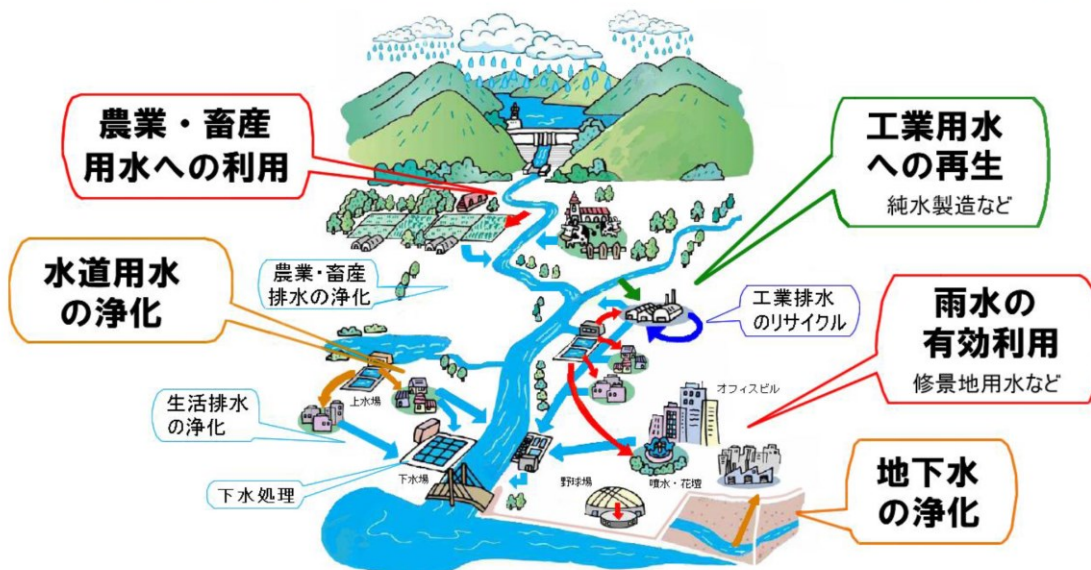 農業・畜産
用水への利用
工業用水
への再生
純水製造など
水道用水
の浄化
農業・畜産
排水の浄化
工業排水
のリサイクル
雨水の
有効利用
修景地用水など
上水場
オフィスビル
生活排水
の浄化
下水処理
下水場
野球場
噴水・花壇
地下水
の浄化